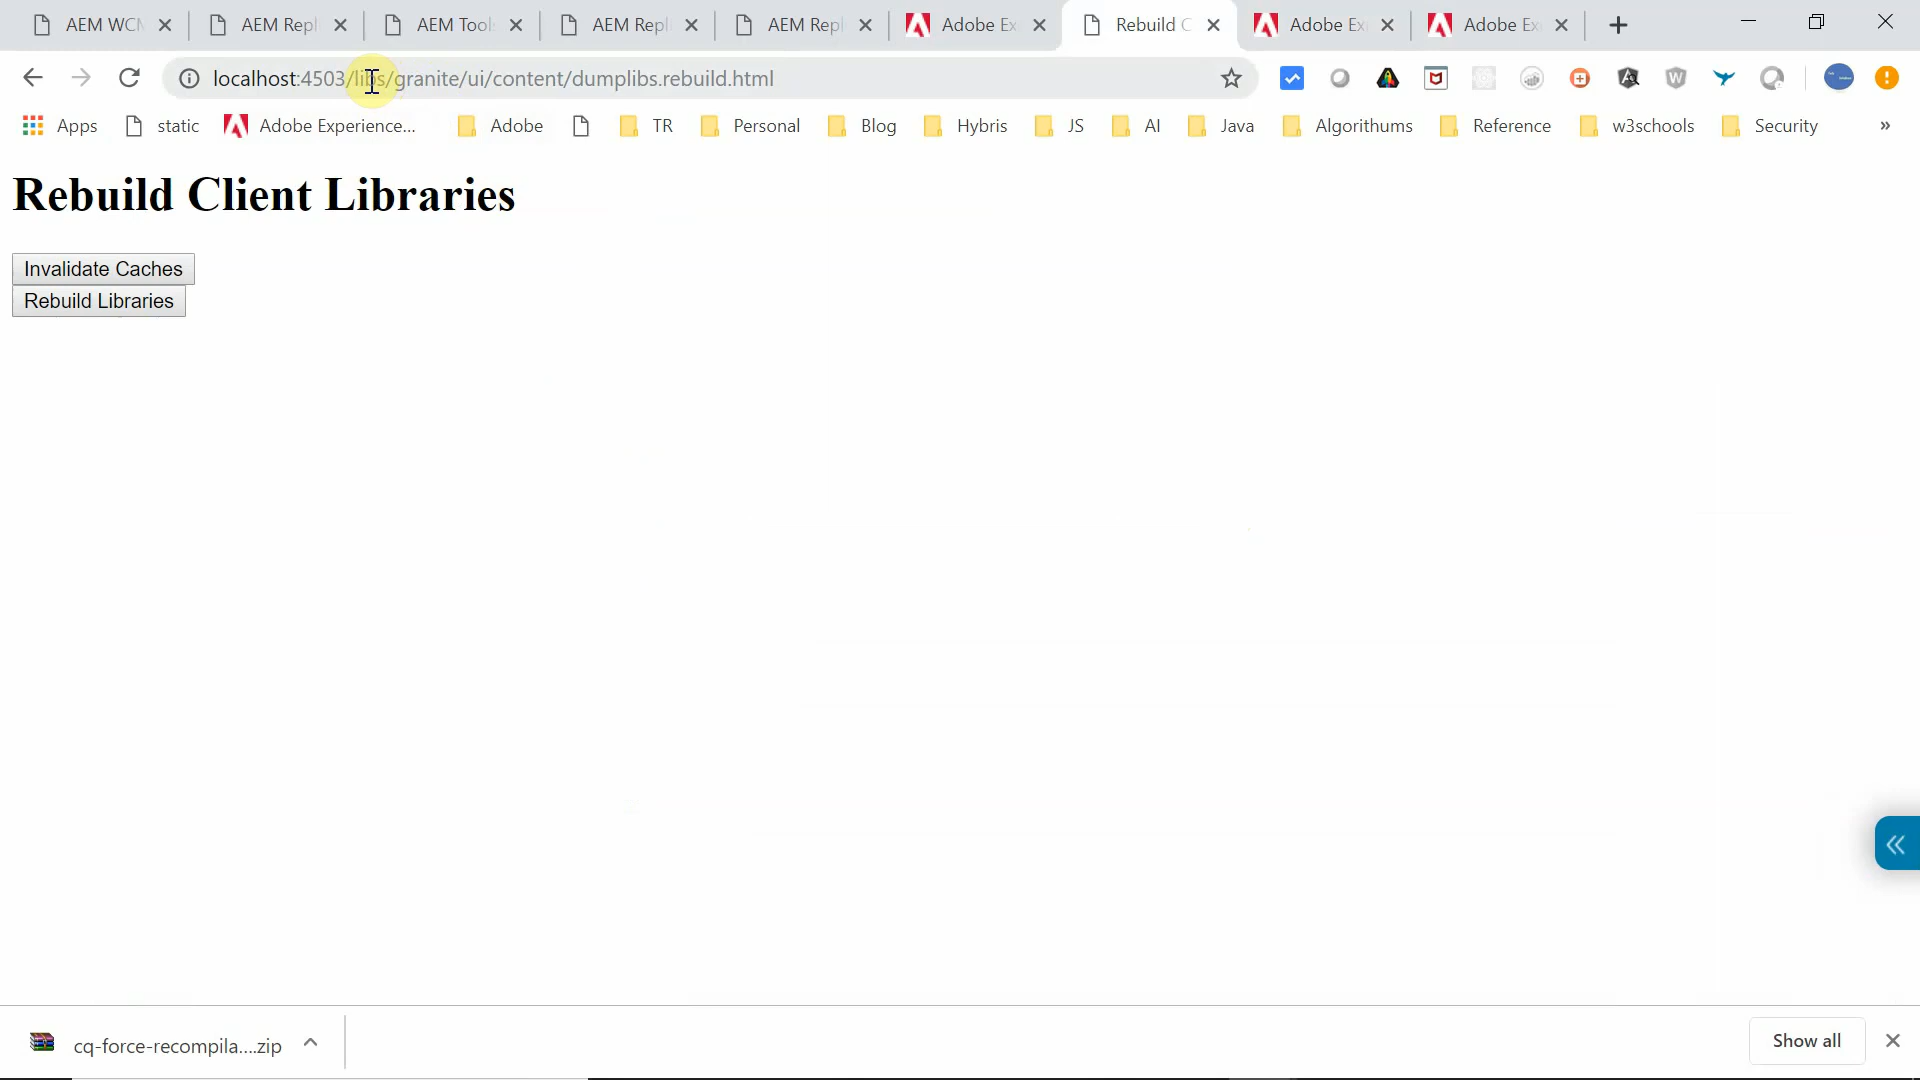 AEM WCM
AEM Repl
AEM Tool
AEM Repli
AEM Repl
Adobe Ex
Rebuild C
Adobe Ex
Adobe Ex
localhost:4503/libs/granite/ui/content/dumplibs.rebuild.html
Apps
static
Adobe Experience...
Adobe
TR
Personal
Blog
Hybris
JS
AI
Java
Algorithums
Reference
w3schools
Security
»
Rebuild Client Libraries
Invalidate Caches
Rebuild Libraries
cq-force-recompila....zip
Show all